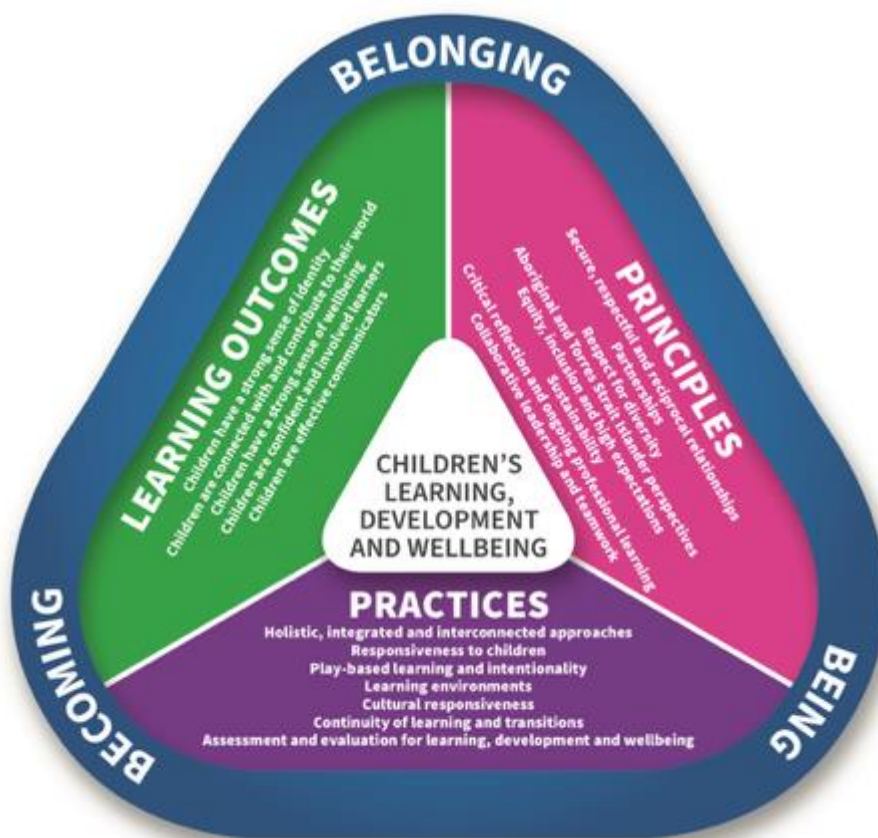 BELONGING
LEARNING OUTCOMES
Children have a strong sense of identity
Children are connected with and contribute to their world
Children have a strong sense of wellbeing
Children are confident and involved learners
Children are effective communicators
PRINCIPLES
Secure, respectful and reciprocal relationships
Partnerships
Respect for diversity
Aboriginal and Torres Strait Islander perspectives
Equity, inclusion and high expectations
Sustainability
Critical reflection and ongoing professional learning
Collaborative leadership and teamwork
CHILDREN'S
LEARNING,
DEVELOPMENT
AND WELLBEING
PRACTICES
Holistic, integrated and interconnected approaches
Responsiveness to children
Play-based learning and intentionality
Learning environments
Cultural responsiveness
Continuity of learning and transitions
Assessment and evaluation for learning, development and wellbeing
BECOMING
BEING